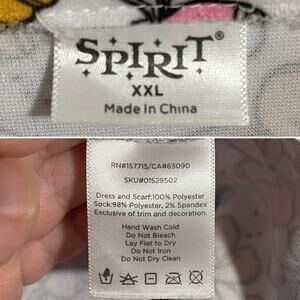 SPIRIT
XXL
Made In China
RN#157715/CA#63090
SKU#01529502
Dress and Scarf:100% Polyester
Sock:98% Polyester, 2% Spandex
Exclusive of trim and decoration.
Hand Wash Cold
Do Not Bleach
Lay Flat to Dry
Do Not Iron
Do Not Dry Clean